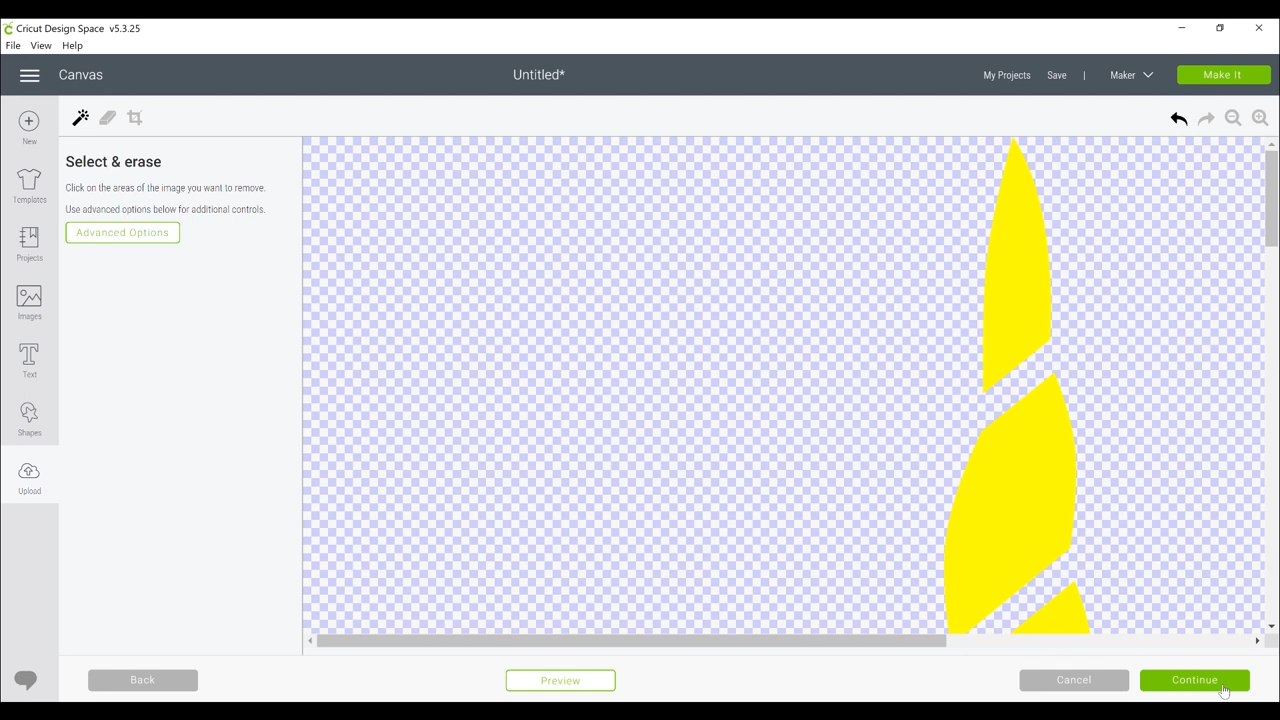 Cricut Design Space v5.3.25
File View Help
Canvas
Untitled*
My Projects Save | Maker Make It
New
Templates
Projects
Images
Text
Shapes
Upload
Select & erase
Click on the areas of the image you want to remove.
Use advanced options below for additional controls.
Advanced Options
Back
Preview
Cancel
Continue